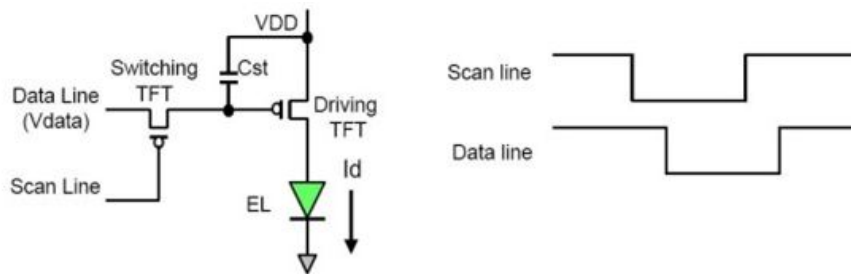 VDD
Switching
TFT
Cst
Data Line
(Vdata)
Driving
TFT
Scan Line
EL
Id
Scan line
Data line